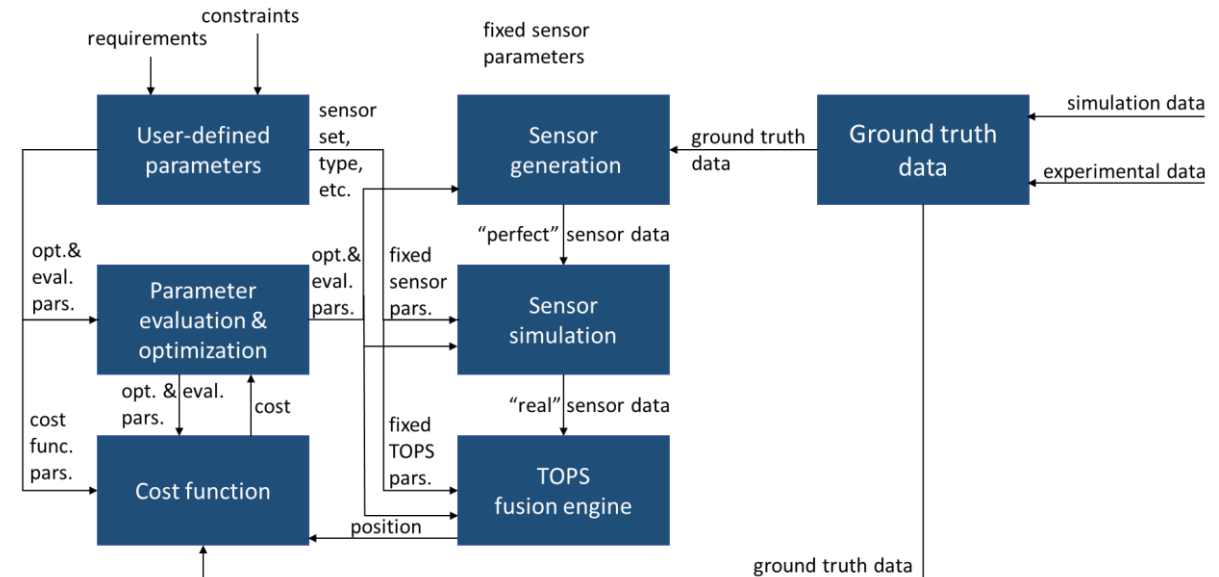 constraints
requirements
fixed sensor
parameters
User-defined
parameters
sensor
set,
type,
etc.
Sensor
generation
ground truth
data
Ground truth
data
simulation data
experimental data
"perfect" sensor data
opt.&
eval.
pars.
Parameter
evaluation &
optimization
opt.&
eval.
pars.
fixed
sensor
pars.
Sensor
simulation
opt. & eval.
pars.
cost
"real" sensor data
cost
func.
pars.
Cost function
fixed
TOPS
pars.
TOPS
fusion engine
position
ground truth data